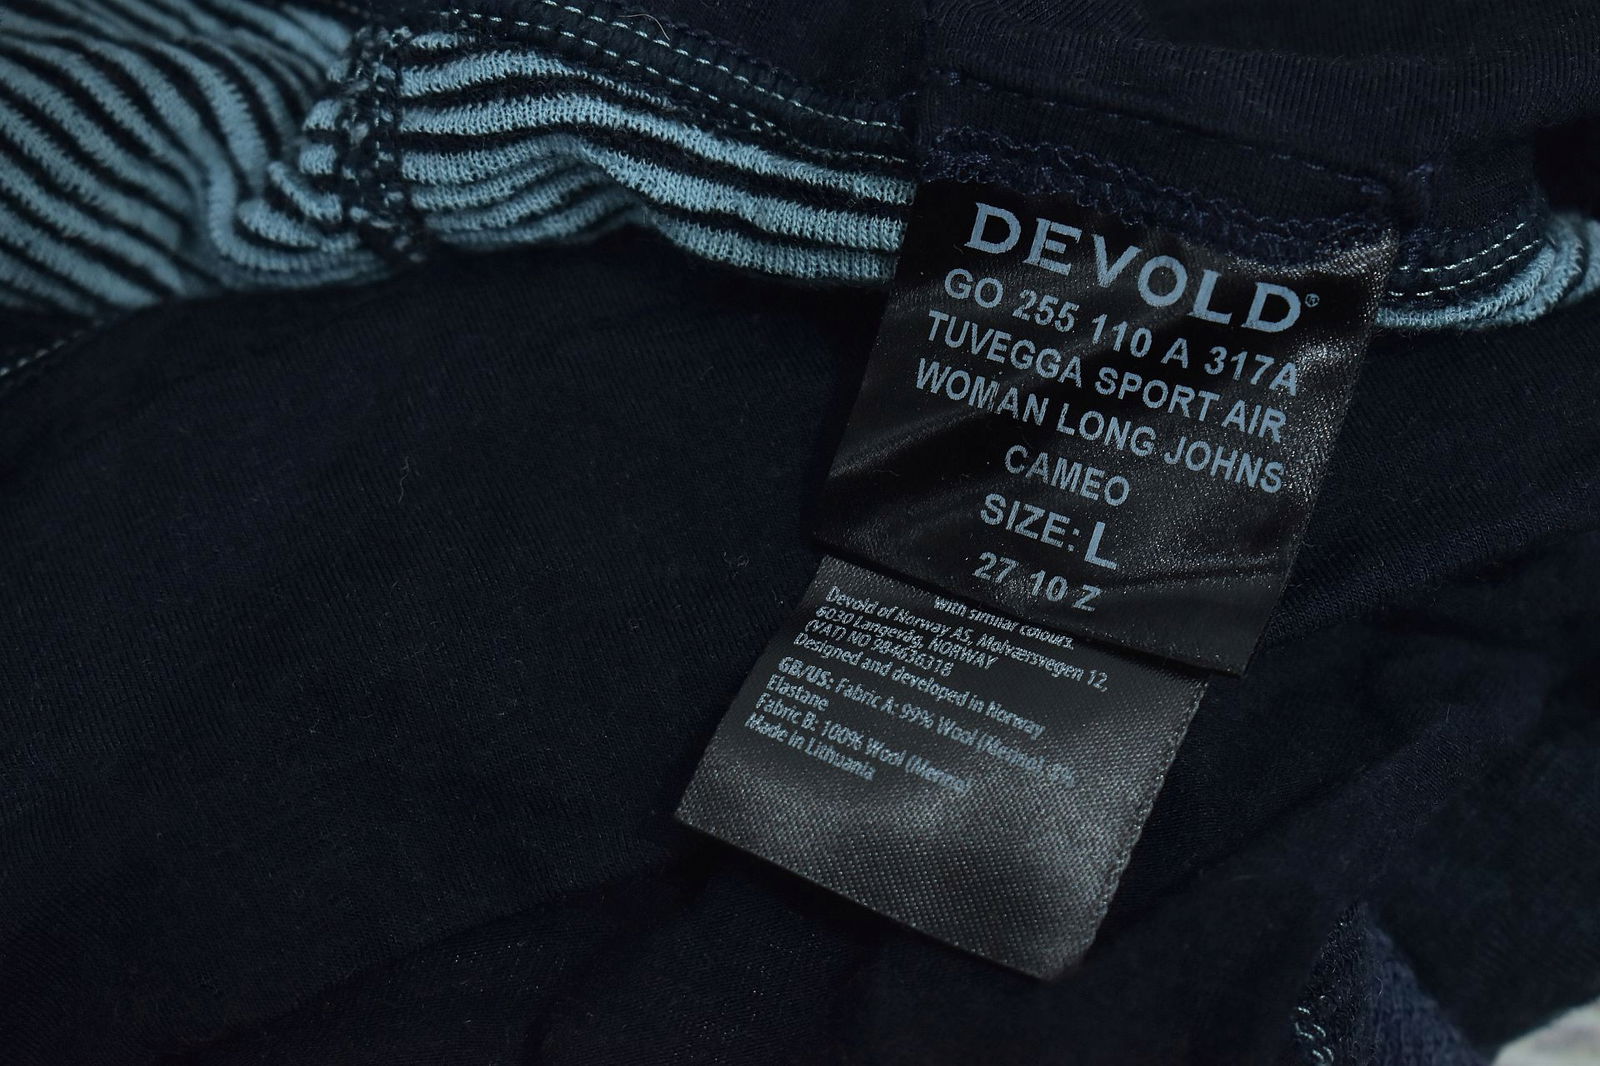 DEVOLD®
GO 255 110 A 317A
TUVEGGA SPORT AIR
WOMAN LONG JOHNS
CAMEO
SIZE: L
27 10 Z
with similar colours.
Devold of Norway AS, Molværsvegen 12,
6030 Langevåg, NORWAY
(VAT) NO 984636318
Designed and developed in Norway
GB/US: Fabric A: 99% Wool (Merino),
Elastane
Fabric B: 100% Wool (Merino)
Made in Lithuania